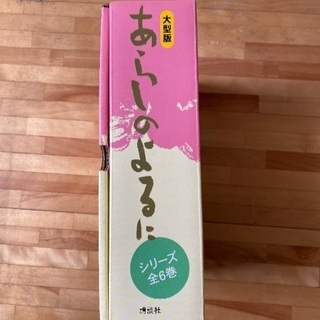 大型版
あらしのよるに
シリーズ
全6巻
講談社